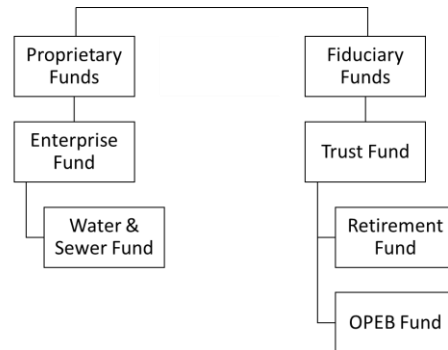 Proprietary
Funds
Fiduciary
Funds
Enterprise
Fund
Trust Fund
Water &
Sewer Fund
Retirement
Fund
OPEB Fund